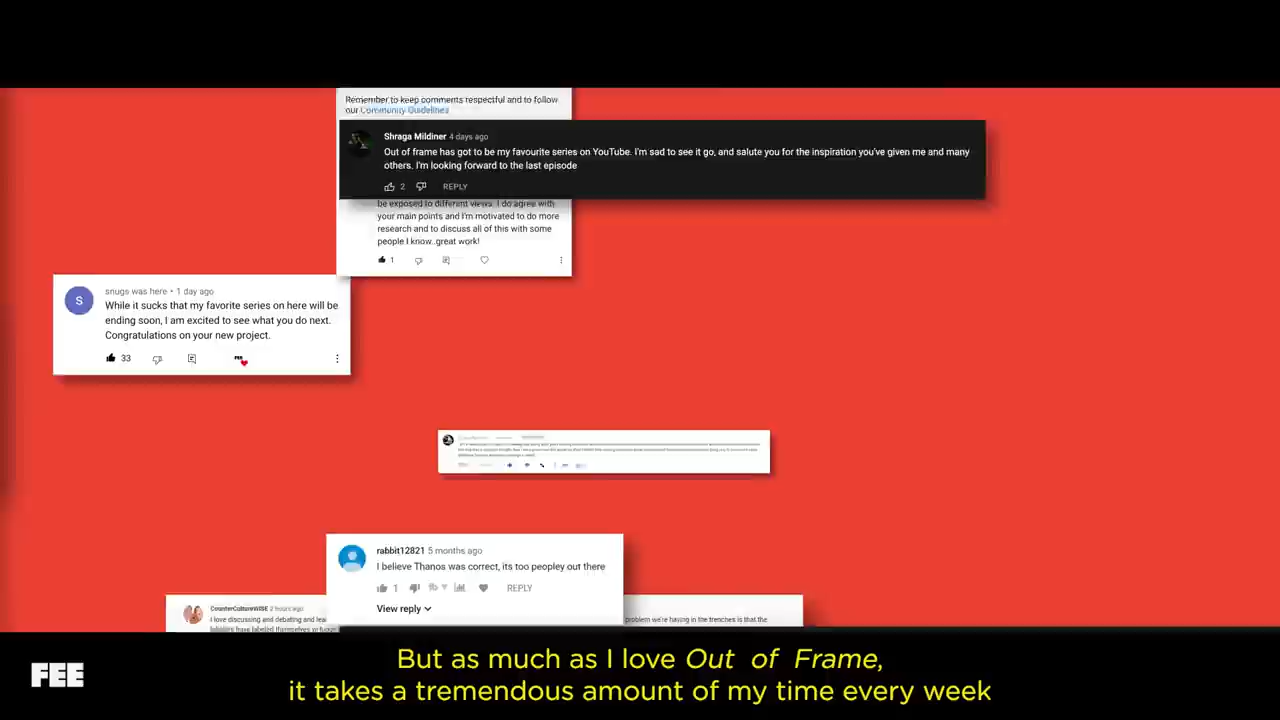 Remember to keep comments respectful and to follow
our Community Guidelines
Shraga Mildiner 4 days ago
Out of frame has got to be my favourite series on YouTube. I'm sad to see it go, and salute you for the inspiration you've given me and many
others. I'm looking forward to the last episode
2 REPLY
be exposed to different views. I do agree with
your main points and I'm motivated to do more
research and to discuss all of this with some
people I know..great work!
1
S
snugs was here • 1 day ago
While it sucks that my favorite series on here will be
ending soon, I am excited to see what you do next.
Congratulations on your new project.
33
rabbit12821 5 months ago
I believe Thanos was correct, its too peopley out there
1 REPLY
View reply
CounterCultureWISE 2 hours ago
I love discussing and debating and
problem we're having in the trenches is that the
FEE
But as much as I love Out of Frame,
it takes a tremendous amount of my time every week